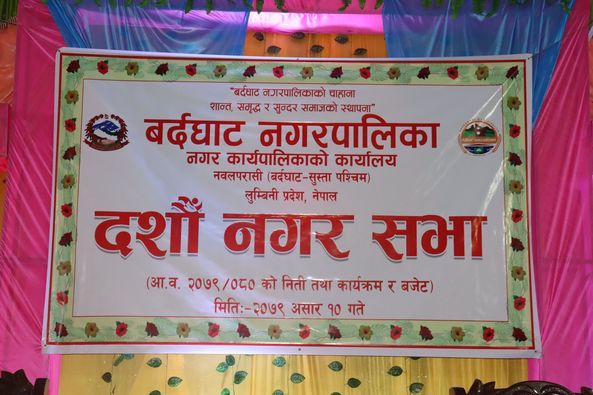 "बर्दघाट नगरपालिकाको चाहाना
शान्त, समृद्ध र सुन्दर समाजको स्थापना"
बर्दघाट नगरपालिका
नगर कार्यपालिकाको कार्यालय
नवलपरासी (बर्दघाट-सुस्ता पश्चिम)
लुम्बिनी प्रदेश, नेपाल
दशौं नगर सभा
(आ.व. २०७९/०८० को निती तथा कार्यक्रम र बजेट)
मिति:-२०७९ असार १० गते